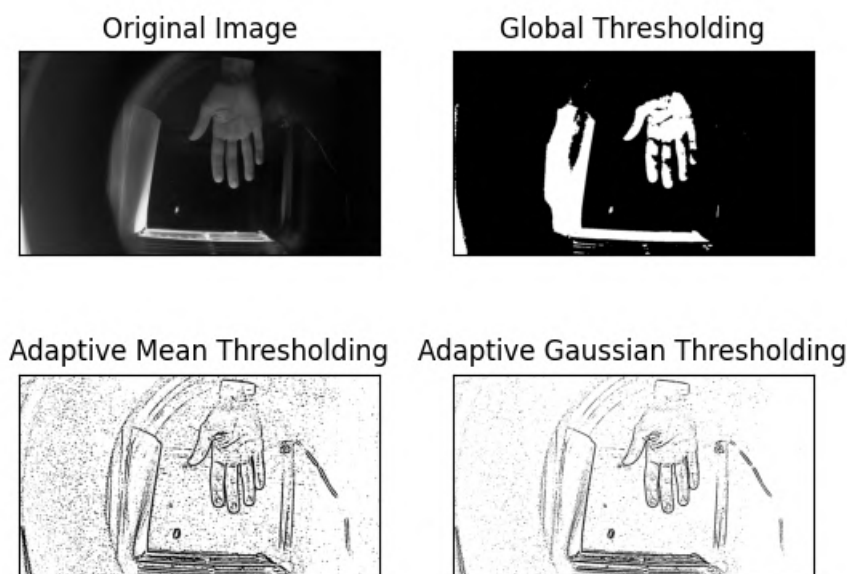 Original Image
Global Thresholding
Adaptive Mean Thresholding
Adaptive Gaussian Thresholding